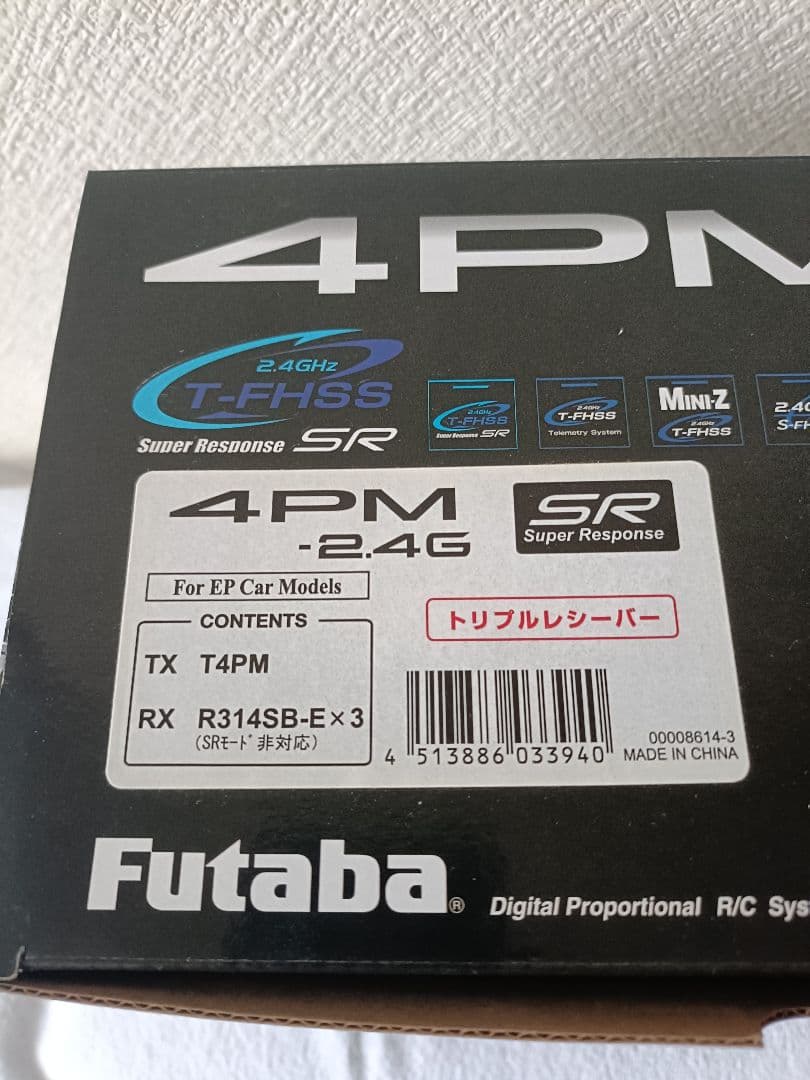 4PM
2.4GHz
T-FHSS
Super Response SR
2.4GHz
T-FHSS
Super Response SR
2.4GHz
T-FHSS
Telemetry System
MINI-Z
2.4GHz
T-FHSS
2.4G
S-FH
4PM
-2.4G
SR
Super Response
For EP Car Models
トリプルレシーバー
CONTENTS
TX T4PM
RX R314SB-E×3
(SRモード非対応)
4 513886 033940
00008614-3
MADE IN CHINA
Futaba®
Digital Proportional R/C Sys